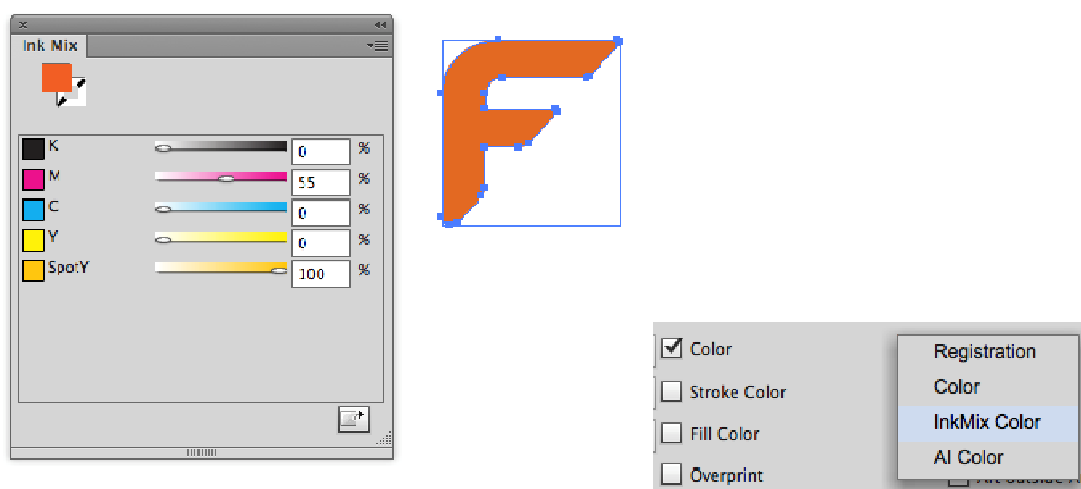 Ink Mix
K 0 %
M 55 %
C 0 %
Y 0 %
SpotY 100 %
F
Color
Stroke Color
Fill Color
Overprint
Registration
Color
InkMix Color
AI Color